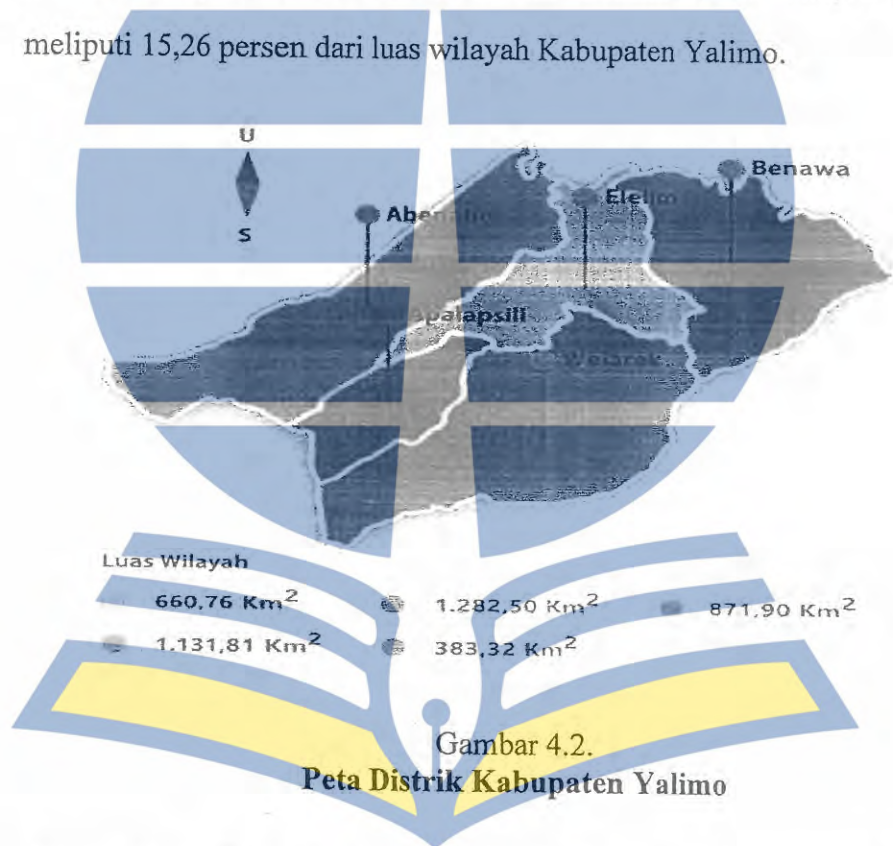 meliputi 15,26 persen dari luas wilayah Kabupaten Yalimo.
U
S
Benawa
Elelim
Abenaho
Apalapsili
Welarek
Luas Wilayah
660,76 Km²
1.282,50 Km²
871,90 Km²
1.131,81 Km²
383,32 Km²
Gambar 4.2.
Peta Distrik Kabupaten Yalimo